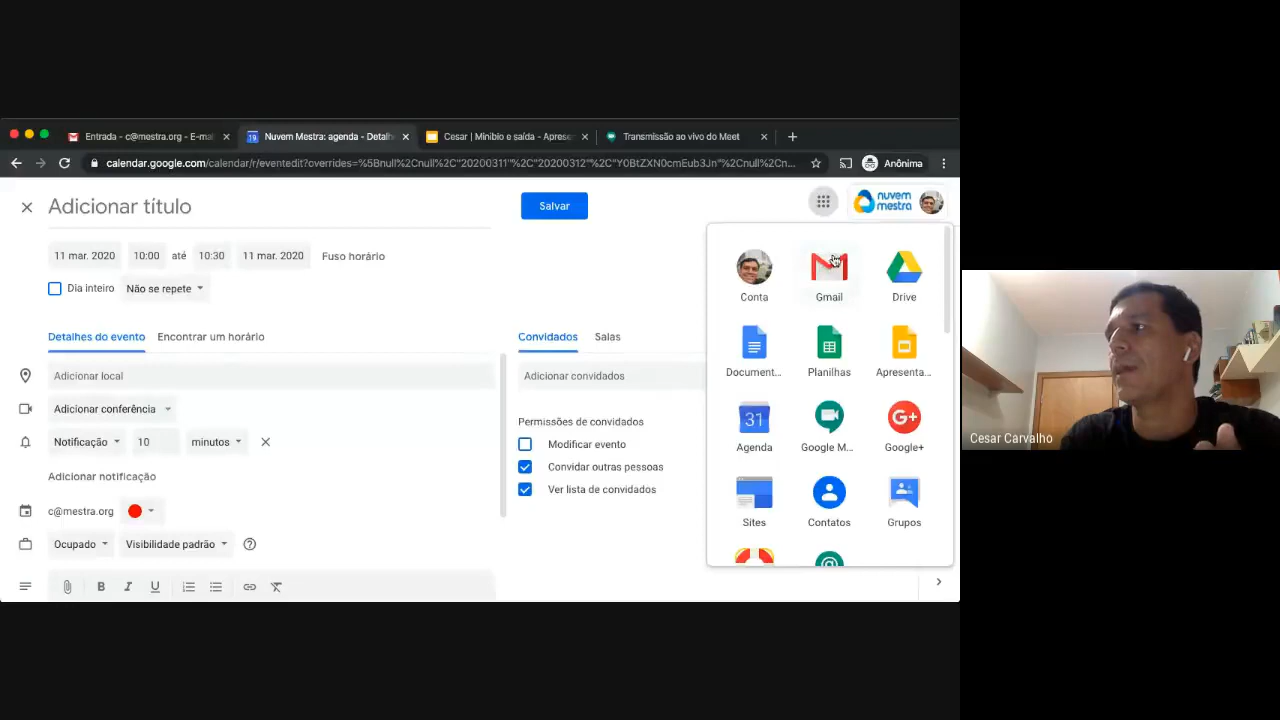 Entrada - c@mestra.org - E-mai
Nuvem Mestra: agenda - Detalh
Cesar | Minibio e saída - Aprese
Transmissão ao vivo do Meet
calendar.google.com/calendar/r/eventedit?overrides=%5Bnull%2Cnull%2C"20200311"%2C"20200312"%2C"Y0BtZXN0cmEub3Jn"%2Cnull%2Cn...
Anônima
Adicionar título
Salvar
nuvem
mestra
11 mar. 2020 10:00 até 10:30 11 mar. 2020 Fuso horário
Dia inteiro Não se repete
Detalhes do evento Encontrar um horário
Convidados Salas
Adicionar local
Adicionar convidados
Adicionar conferência
Permissões de convidados
Notificação 10 minutos
Modificar evento
Convidar outras pessoas
Adicionar notificação
Ver lista de convidados
c@mestra.org
Ocupado Visibilidade padrão
B I U
Conta Gmail Drive
Document... Planilhas Apresenta...
31
Agenda Google M... G+ Google+
Sites Contatos Grupos
Cesar Carvalho